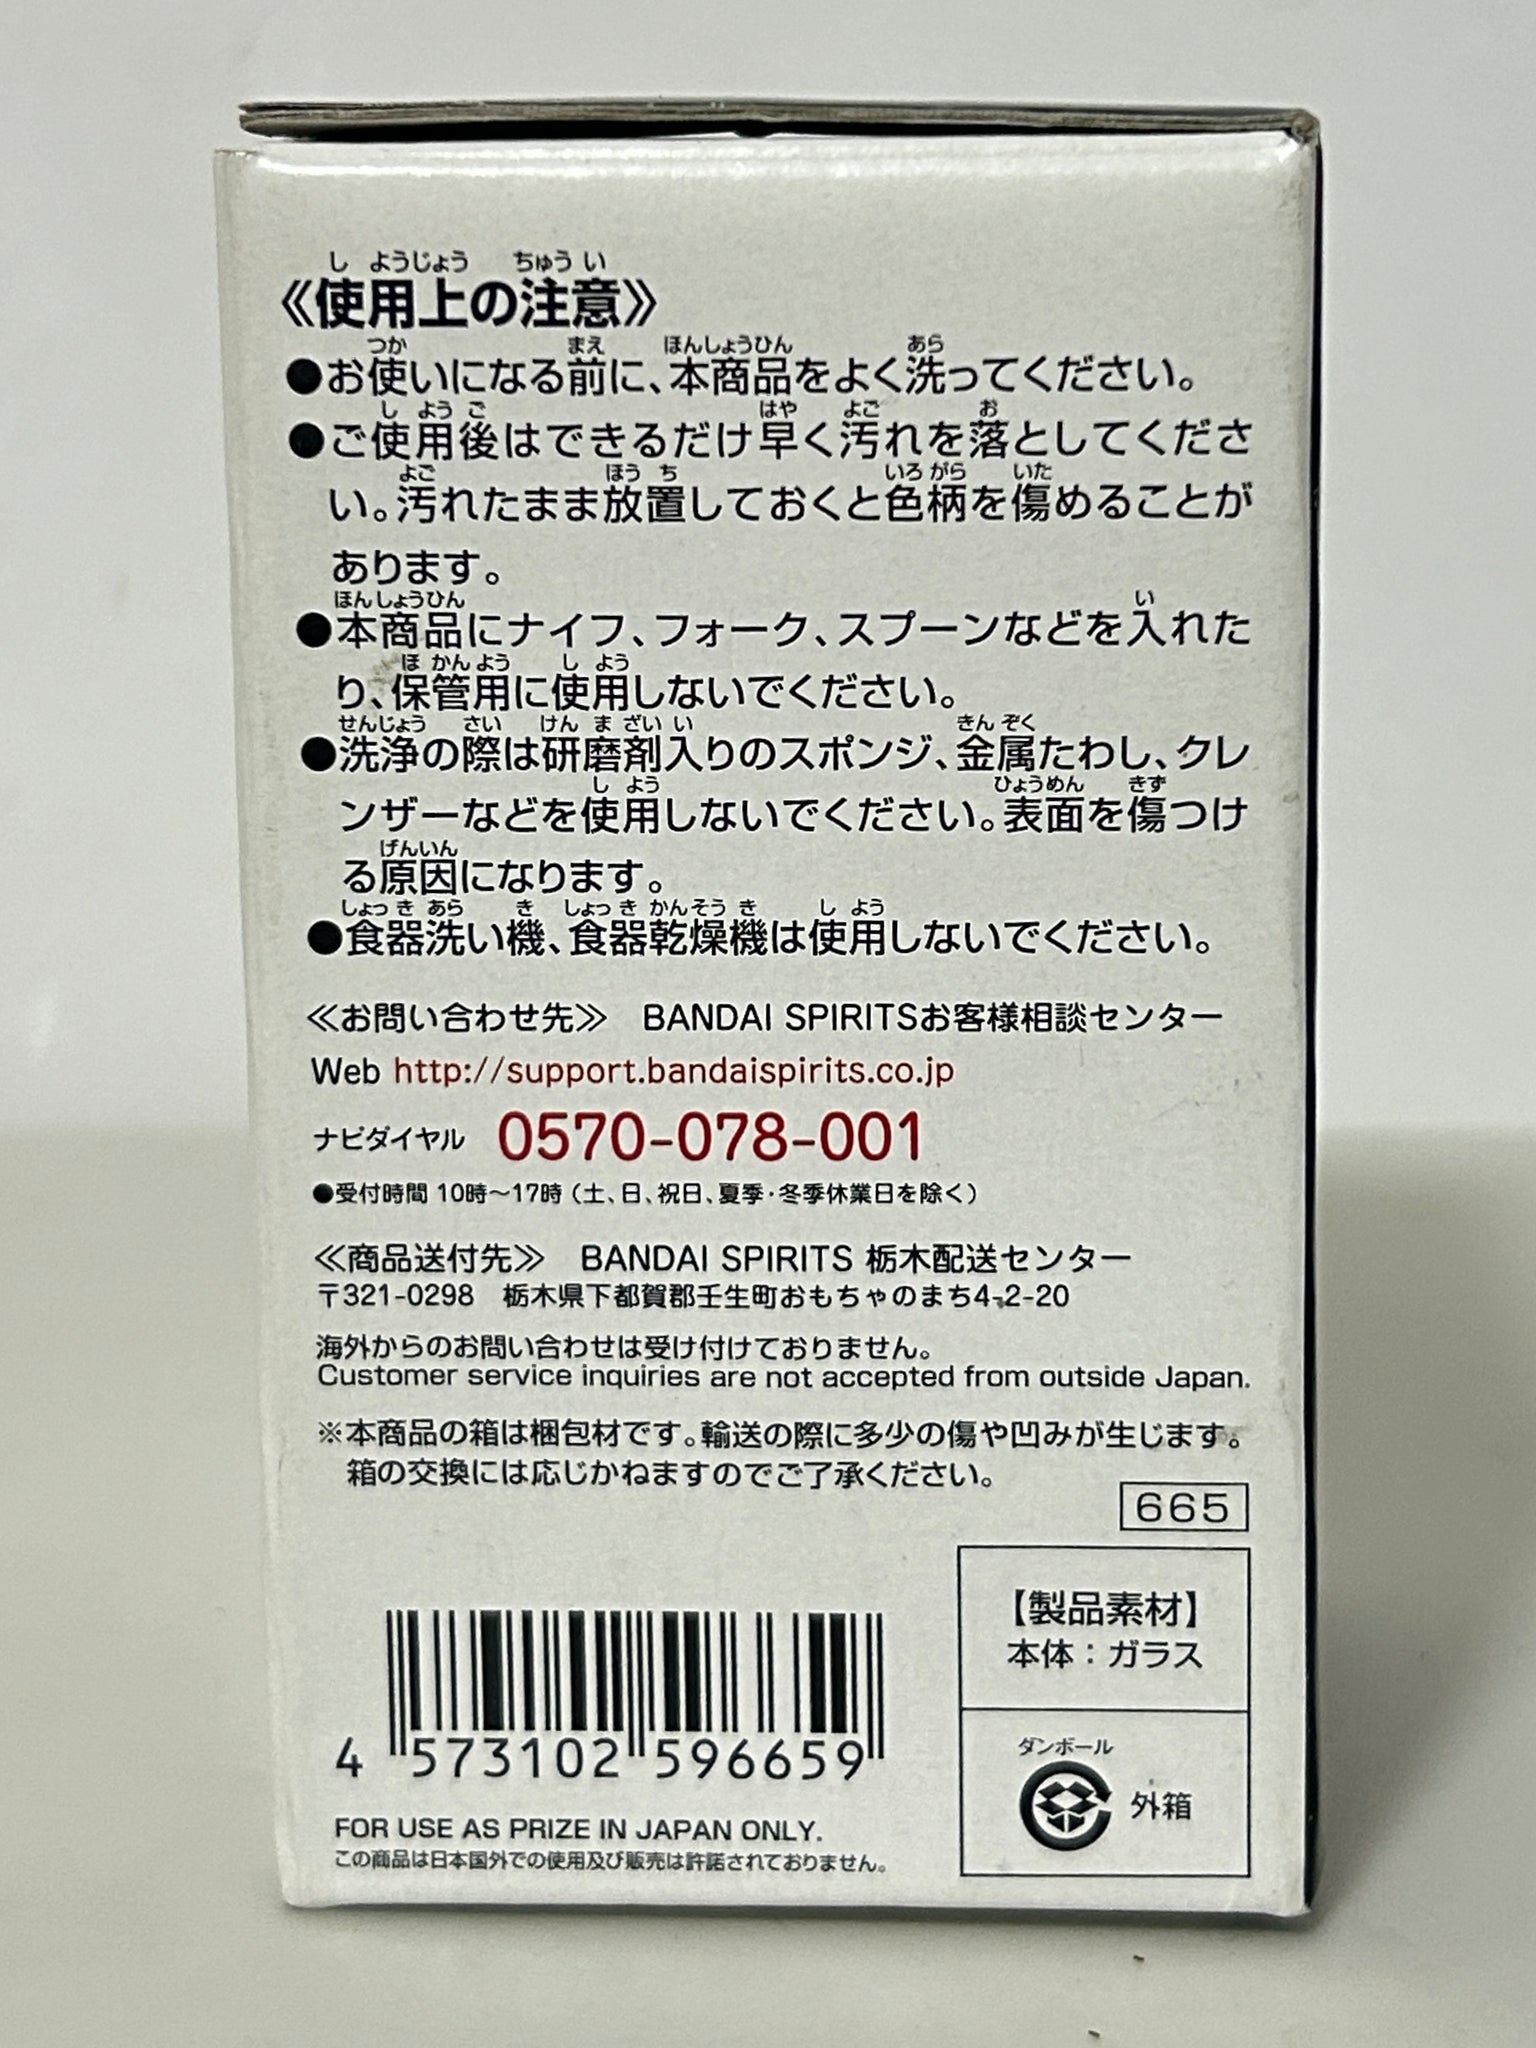 しようじょう ちゅうい
《使用上の注意》
つか まえ ほんしょうひん あら
●お使いになる前に、本商品をよく洗ってください。
しようご はや よご お
●ご使用後はできるだけ早く汚れを落としてくださ
よご ほうち いろがら いた
い。汚れたまま放置しておくと色柄を傷めることが
あります。
ほんしょうひん い
●本商品にナイフ、フォーク、スプーンなどを入れた
ほかんよう しよう
り、保管用に使用しないでください。
せんじょう さい けんまざいい きんぞく
●洗浄の際は研磨剤入りのスポンジ、金属たわし、クレ
しよう ひょうめん きず
ンザーなどを使用しないでください。表面を傷つけ
げんいん
る原因になります。
しょっきあら き しょっきかんそうき しよう
●食器洗い機、食器乾燥機は使用しないでください。
≪お問い合わせ先≫ BANDAI SPIRITSお客様相談センター
Web http://support.bandaispirits.co.jp
ナビダイヤル 0570-078-001
●受付時間 10時～17時（土、日、祝日、夏季・冬季休業日を除く）
≪商品送付先≫ BANDAI SPIRITS 栃木配送センター
〒321-0298 栃木県下都賀郡壬生町おもちゃのまち4-2-20
海外からのお問い合わせは受け付けておりません。
Customer service inquiries are not accepted from outside Japan.
※本商品の箱は梱包材です。輸送の際に多少の傷や凹みが生じます。
箱の交換には応じかねますのでご了承ください。
665
【製品素材】
本体：ガラス
ダンボール
外箱
4 573102 596659
FOR USE AS PRIZE IN JAPAN ONLY.
この商品は日本国外での使用及び販売は許諾されておりません。